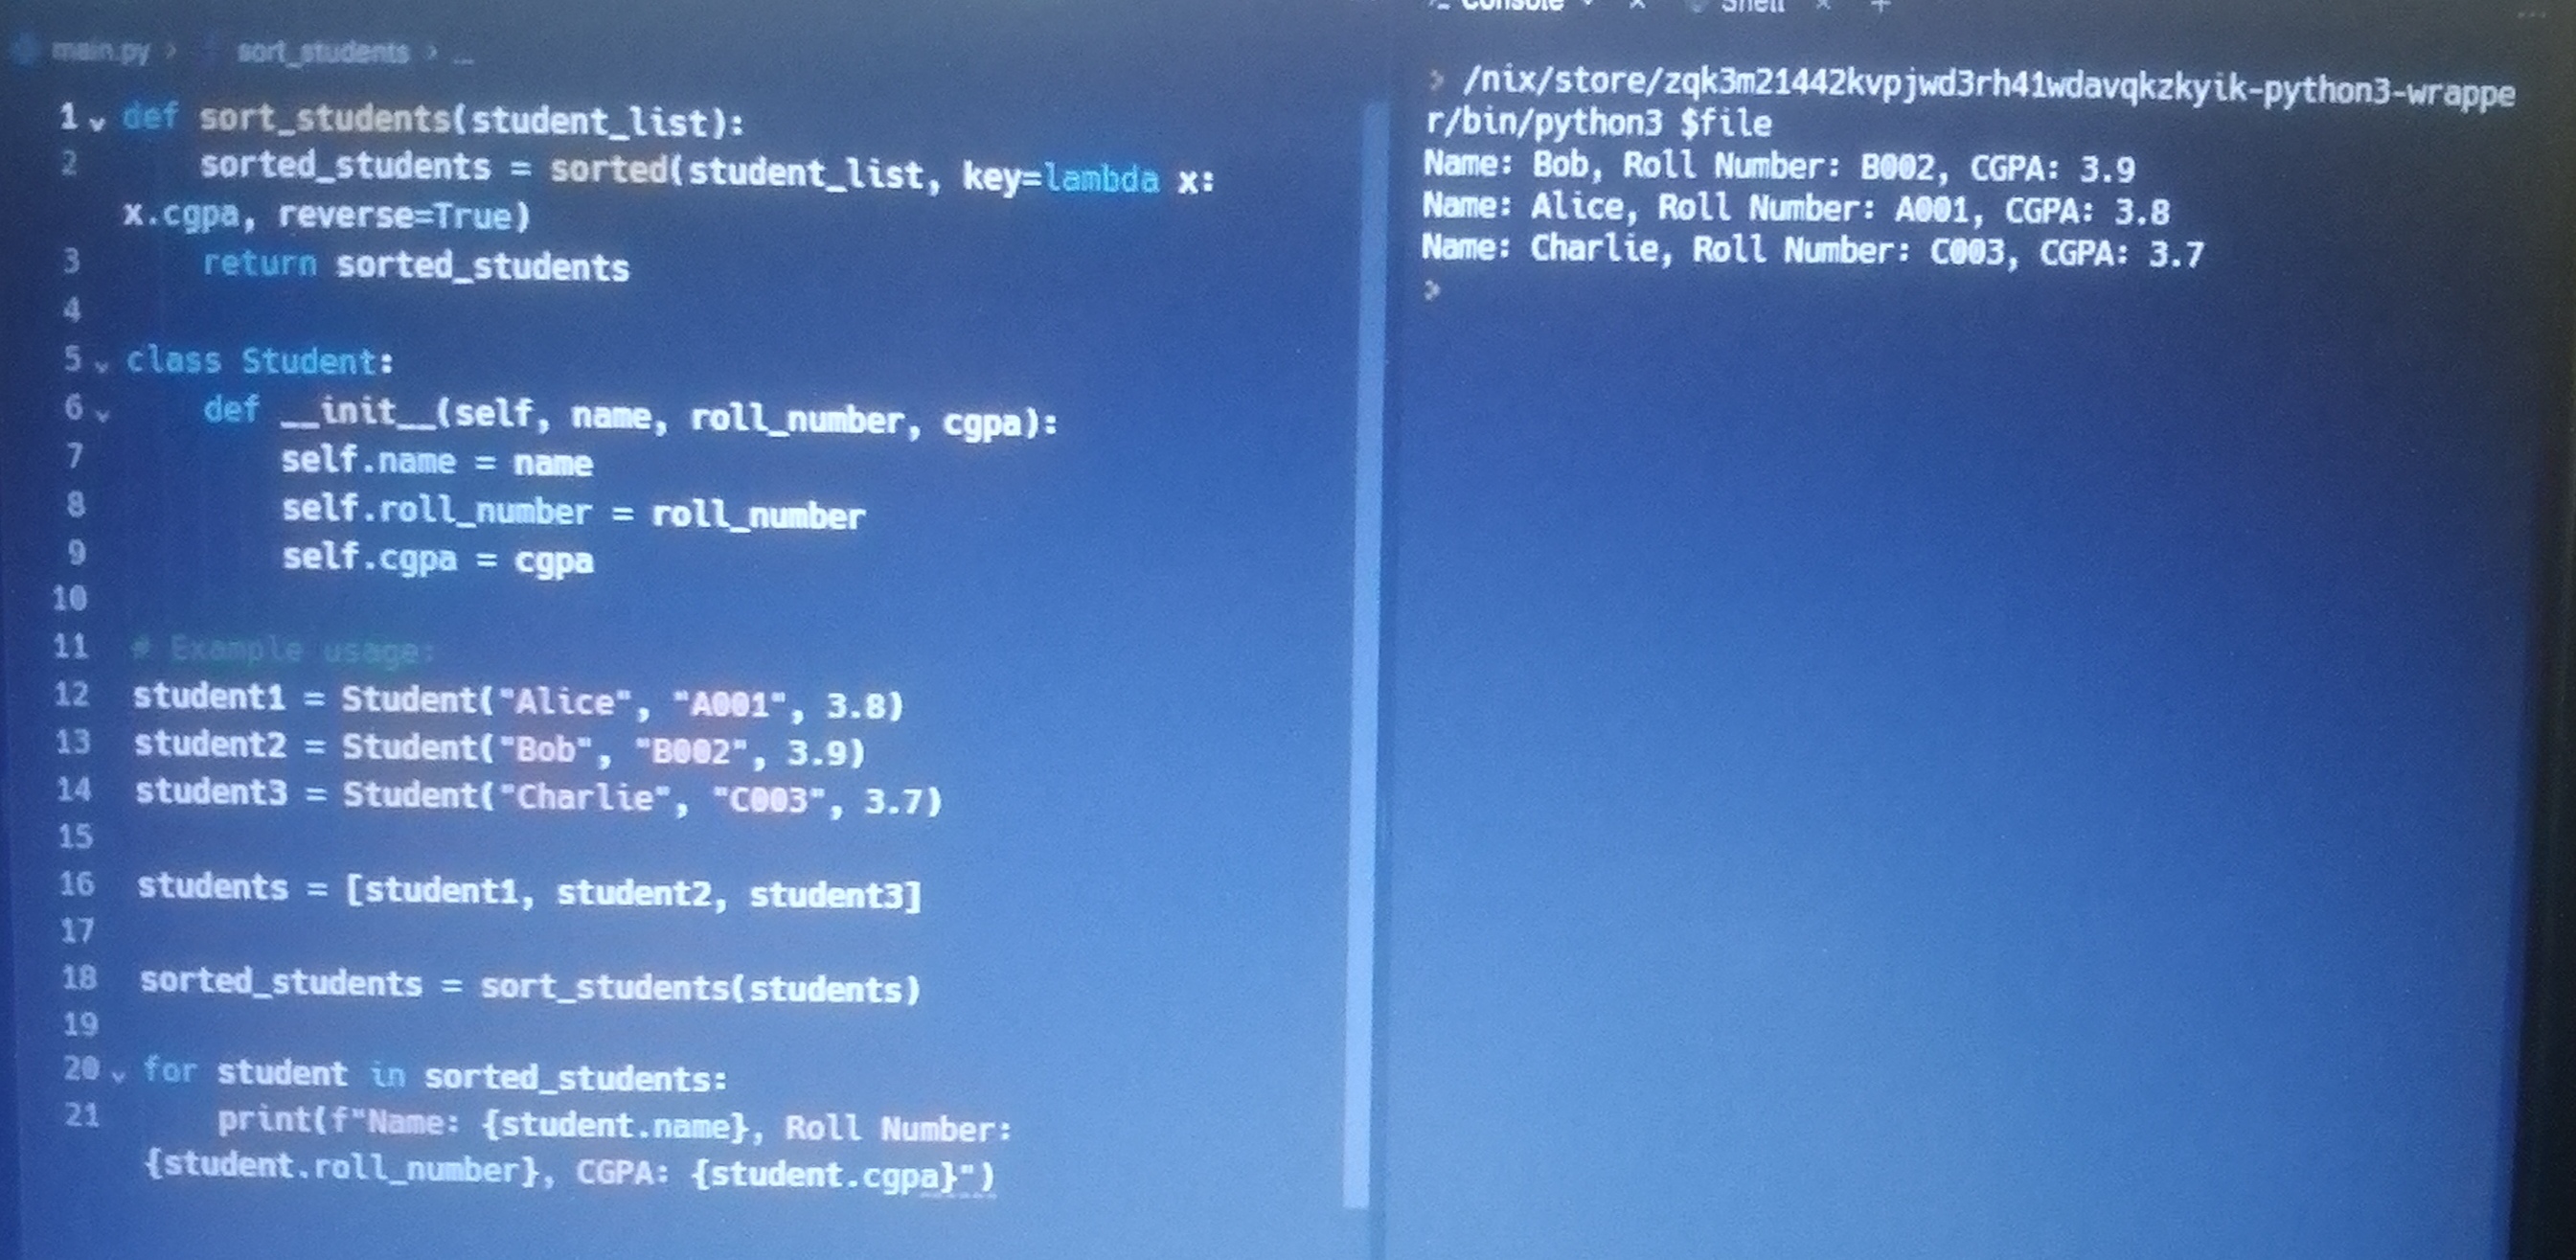 main.py > sort_students > ...
1 def sort_students(student_list):
2 sorted_students = sorted(student_list, key=lambda x:
x.cgpa, reverse=True)
3 return sorted_students
4
5 class Student:
6 def __init__(self, name, roll_number, cgpa):
7 self.name = name
8 self.roll_number = roll_number
9 self.cgpa = cgpa
10
11 # Example usage:
12 student1 = Student("Alice", "A001", 3.8)
13 student2 = Student("Bob", "B002", 3.9)
14 student3 = Student("Charlie", "C003", 3.7)
15
16 students = [student1, student2, student3]
17
18 sorted_students = sort_students(students)
19
20 for student in sorted_students:
21 print(f"Name: {student.name}, Roll Number:
{student.roll_number}, CGPA: {student.cgpa}")
Console × Shell × +
> /nix/store/zqk3m21442kvpjwd3rh41wdavqkzkyik-python3-wrappe
r/bin/python3 $file
Name: Bob, Roll Number: B002, CGPA: 3.9
Name: Alice, Roll Number: A001, CGPA: 3.8
Name: Charlie, Roll Number: C003, CGPA: 3.7
>